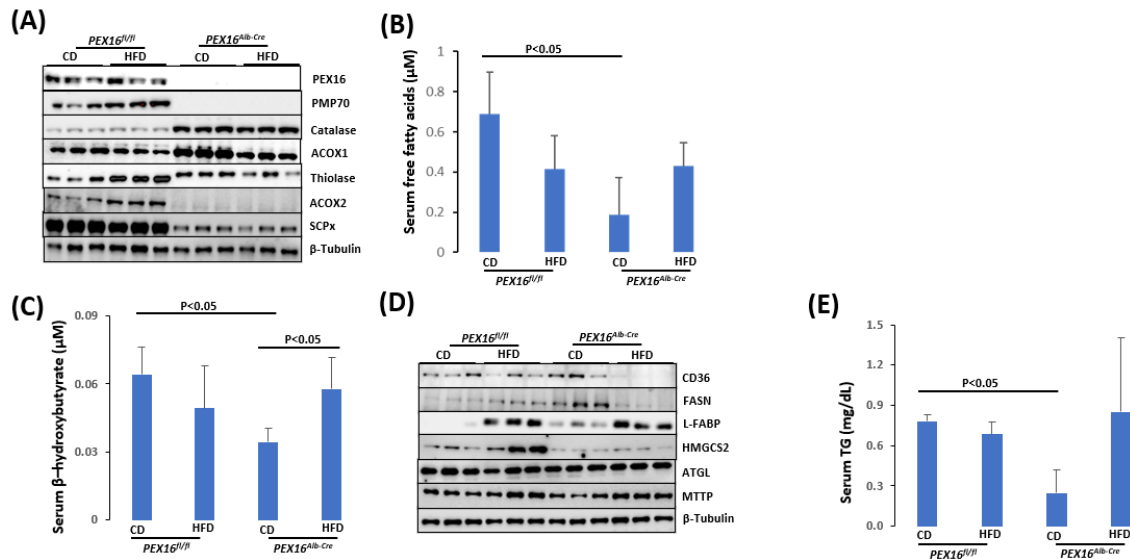 (A)
PEX16fl/fl PEX16Alb-Cre
CD HFD CD HFD
PEX16
PMP70
Catalase
ACOX1
Thiolase
ACOX2
SCPx
β-Tubulin
(B)
P<0.05
Serum free fatty acids (μM)
1
0.8
0.6
0.4
0.2
0
CD HFD CD HFD
PEX16fl/fl PEX16Alb-Cre
(C)
P<0.05
P<0.05
Serum β–hydroxybutyrate (μM)
0.09
0.06
0.03
0
CD HFD CD HFD
PEX16fl/fl PEX16Alb-Cre
(D)
PEX16fl/fl PEX16Alb-Cre
CD HFD CD HFD
CD36
FASN
L-FABP
HMGCS2
ATGL
MTTP
β-Tubulin
(E)
P<0.05
Serum TG (mg/dL)
1.5
1.2
0.9
0.6
0.3
0.0
CD HFD CD HFD
PEX16fl/fl PEX16Alb-Cre